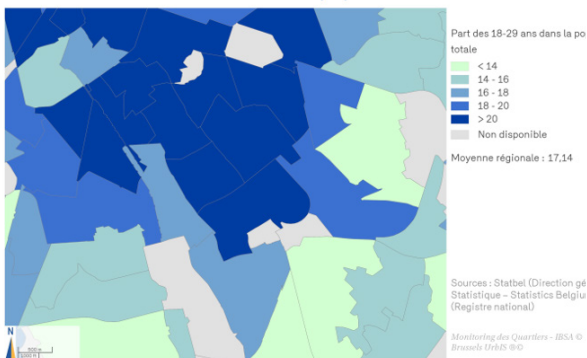 Part des 18-29 ans dans la po
totale
< 14
14 - 16
16 - 18
18 - 20
> 20
Non disponible
Moyenne régionale : 17,14
Sources : Statbel (Direction gé
Statistique – Statistics Belgiu
(Registre national)
Monitoring des Quartiers - IBSA ©
Brussels UrbIS ®©
N